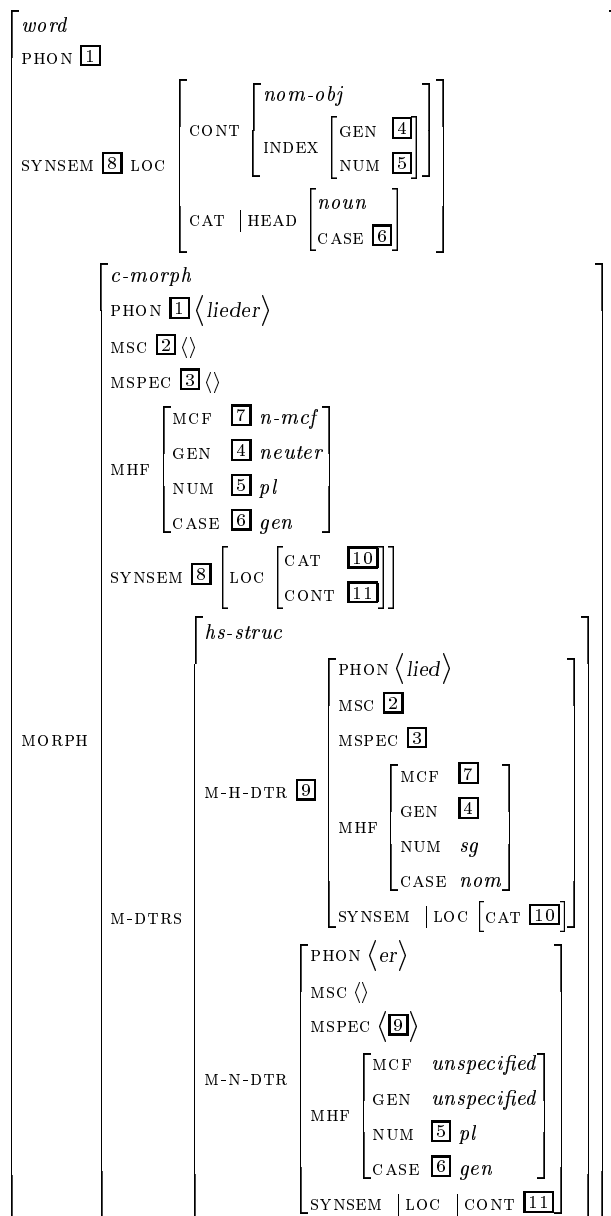 word
PHON 1
CONT nom-obj
INDEX GEN 4
NUM 5
SYNSEM 8 LOC
CAT | HEAD noun
CASE 6
c-morph
PHON 1 ⟨lieder⟩
MSC 2 ⟨⟩
MSPEC 3 ⟨⟩
MHF MCF 7 n-mcf
GEN 4 neuter
NUM 5 pl
CASE 6 gen
SYNSEM 8 LOC CAT 10
CONT 11
MORPH
M-DTRS
hs-struc
M-H-DTR 9
PHON ⟨lied⟩
MSC 2
MSPEC 3
MHF MCF 7
GEN 4
NUM sg
CASE nom
SYNSEM | LOC [CAT 10]
M-N-DTR
PHON ⟨er⟩
MSC ⟨⟩
MSPEC ⟨9⟩
MHF MCF unspecified
GEN unspecified
NUM 5 pl
CASE 6 gen
SYNSEM | LOC | CONT 11